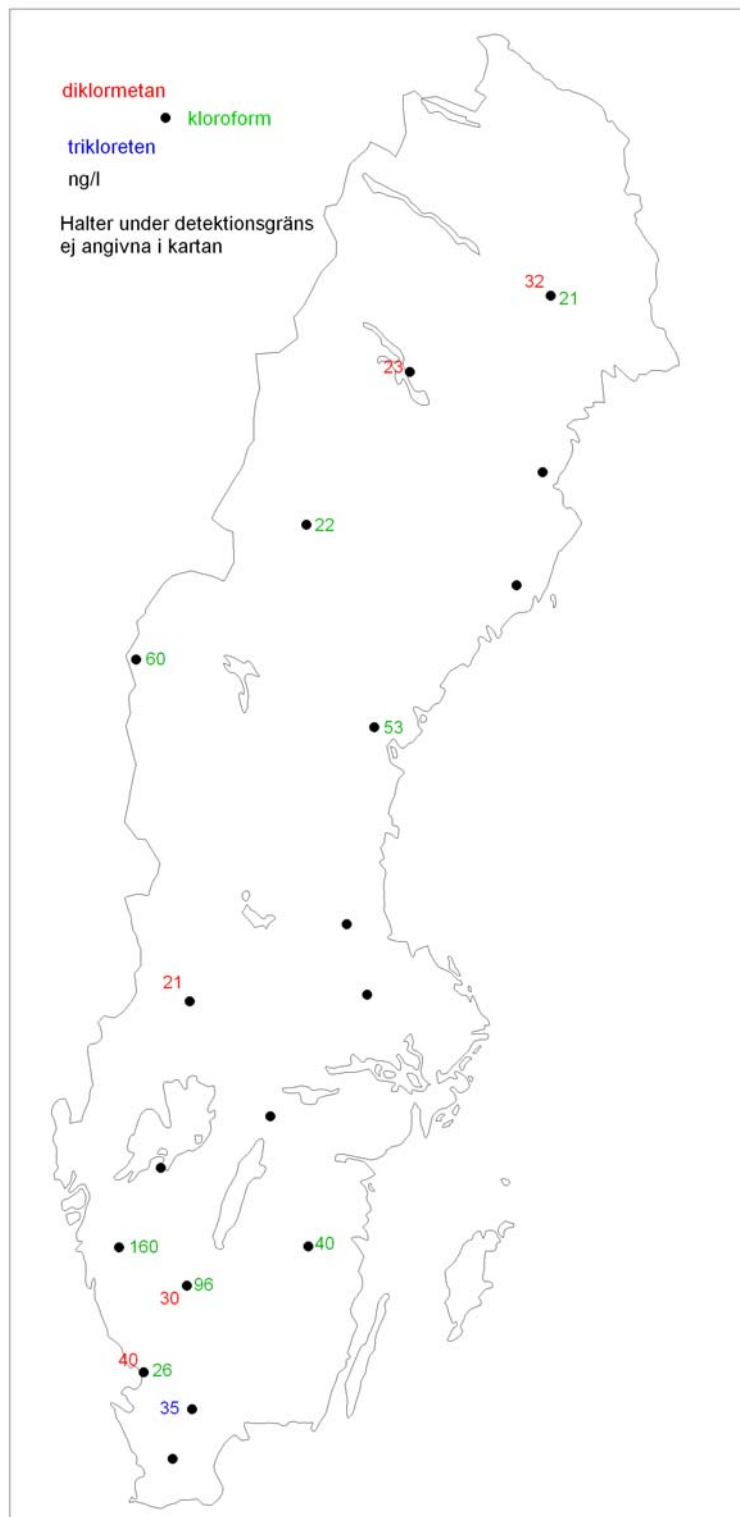 diklormetan
kloroform
trikloreten
ng/l
Halter under detektionsgräns
ej angivna i kartan
32
21
23
22
60
53
21
160
40
96
30
40
26
35